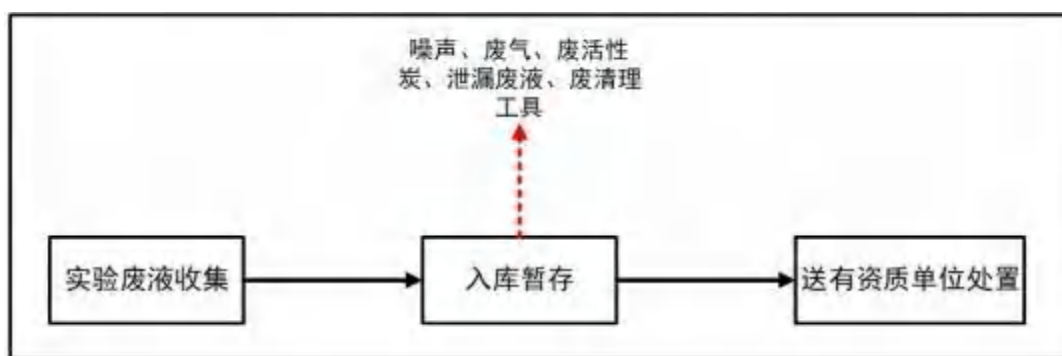 噪声、废气、废活性
炭、泄漏废液、废清理
工具
实验废液收集
入库暂存
送有资质单位处置